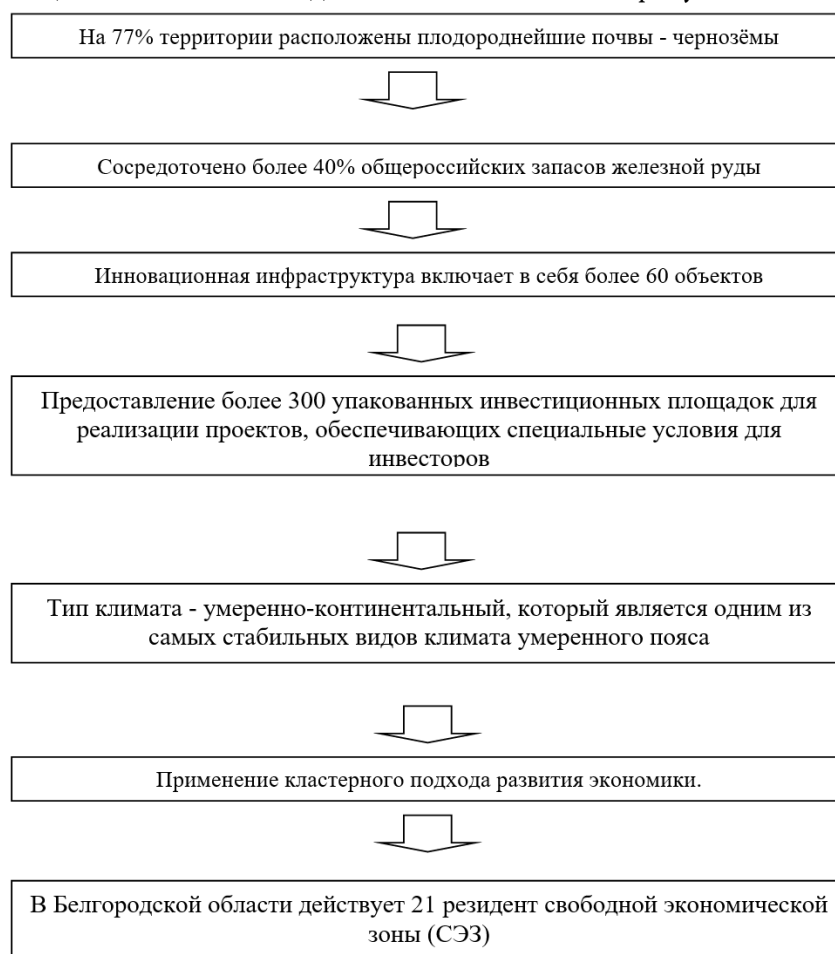 На 77% территории расположены плодороднейшие почвы - чернозёмы
Сосредоточено более 40% общероссийских запасов железной руды
Инновационная инфраструктура включает в себя более 60 объектов
Предоставление более 300 упакованных инвестиционных площадок для
реализации проектов, обеспечивающих специальные условия для
инвесторов
Тип климата - умеренно-континентальный, который является одним из
самых стабильных видов климата умеренного пояса
Применение кластерного подхода развития экономики.
В Белгородской области действует 21 резидент свободной экономической
зоны (СЭЗ)